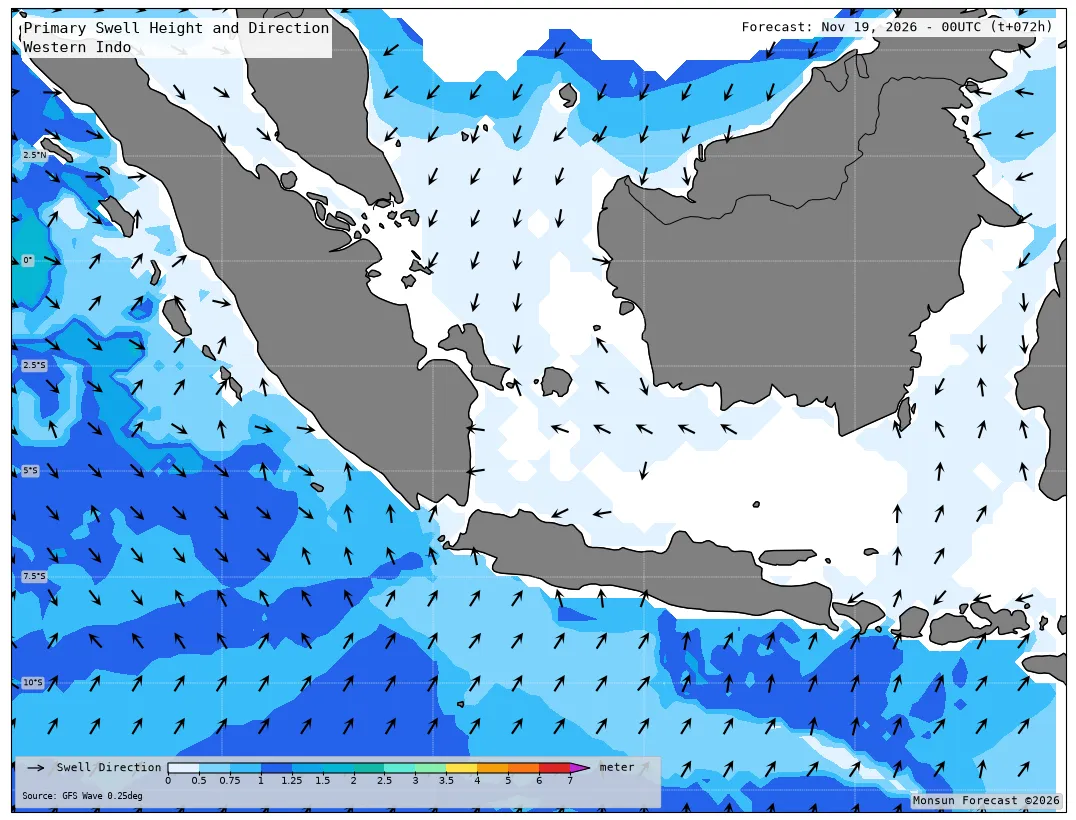 Primary Swell Height and Direction
Western Indo
Forecast: Nov 19, 2026 - 00UTC (t+072h)
2.5°N
0°
2.5°S
5°S
7.5°S
10°S
Swell Direction
0 0.5 0.75 1 1.25 1.5 2 2.5 3 3.5 4 5 6 7
meter
Source: GFS Wave 0.25deg
Monsun Forecast ©2026